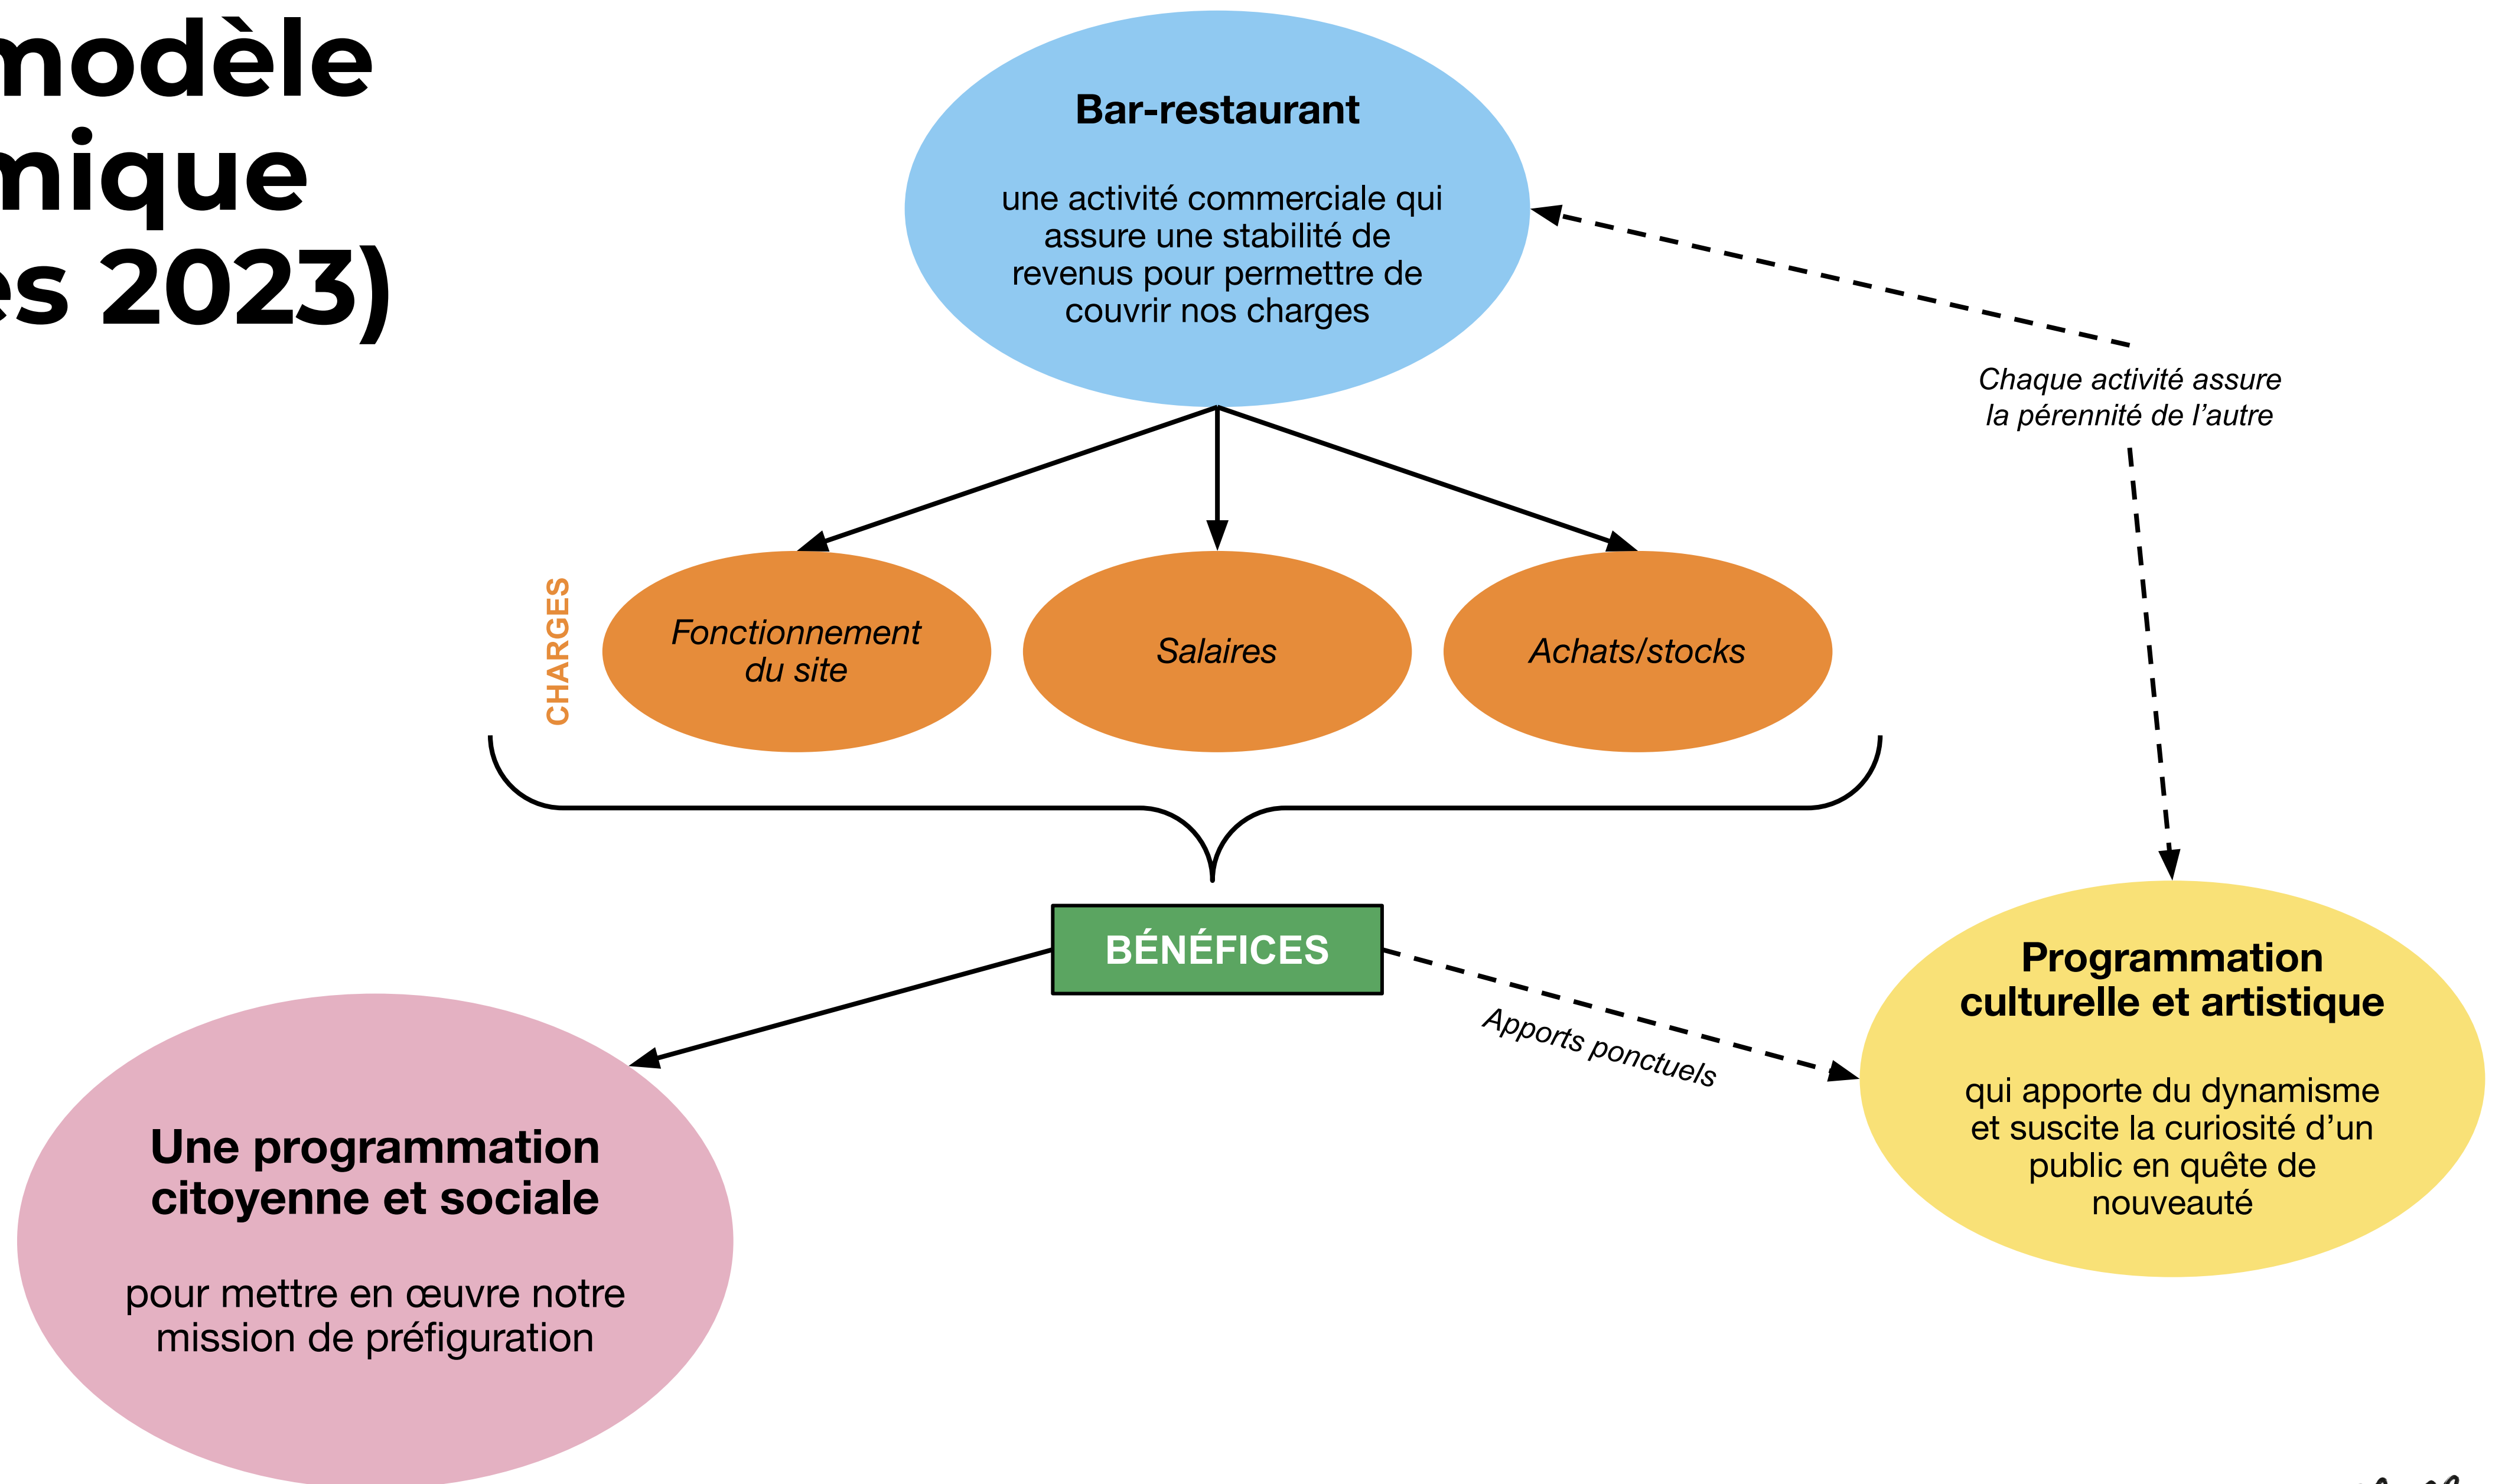 modèle
mique
es 2023)
Bar-restaurant
une activité commerciale qui
assure une stabilité de
revenus pour permettre de
couvrir nos charges
Chaque activité assure
la pérennité de l’autre
CHARGES
Fonctionnement
du site
Salaires
Achats/stocks
BÉNÉFICES
Apports ponctuels
Programmation
culturelle et artistique
qui apporte du dynamisme
et suscite la curiosité d’un
public en quête de
nouveauté
Une programmation
citoyenne et sociale
pour mettre en œuvre notre
mission de préfiguration